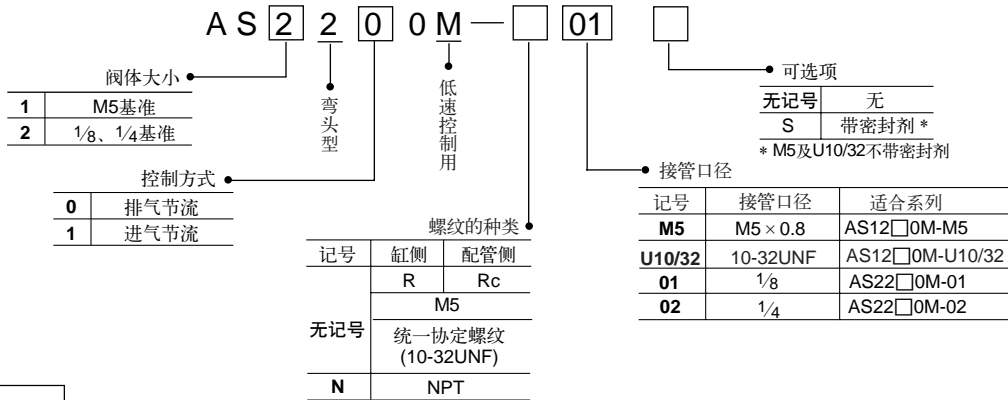 AS 2 2 0 0 M — □ 01 □
阀体大小
1 M5基准
2 1/8、1/4基准
弯头型
低速控制用
可选项
无记号 无
S 带密封剂 *
* M5及U10/32不带密封剂
控制方式
0 排气节流
1 进气节流
接管口径
记号 接管口径 适合系列
M5 M5×0.8 AS12□0M-M5
U10/32 10-32UNF AS12□0M-U10/32
01 1/8 AS22□0M-01
02 1/4 AS22□0M-02
螺纹的种类
记号 缸侧 配管侧
无记号 R Rc
M5
统一协定螺纹
(10-32UNF)
N NPT